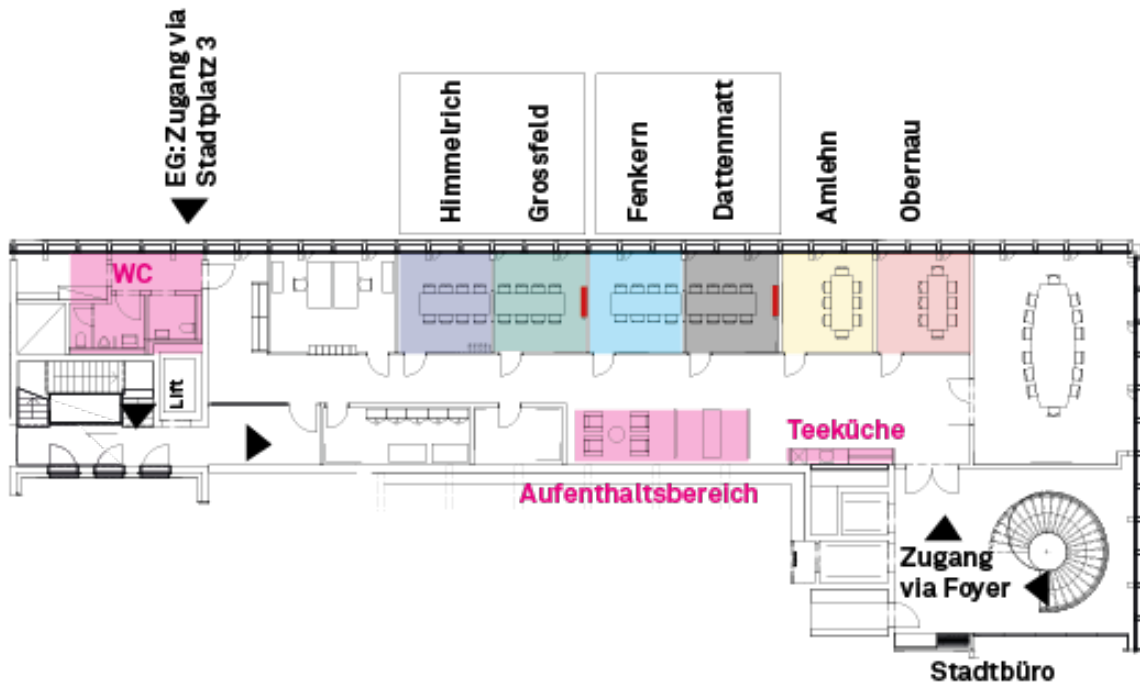 EG: Zugang via
Stadtplatz 3
Himmelrich
Grossfeld
Fenkern
Dattenmatt
Amlehn
Obernau
WC
Lift
Teeküche
Aufenthaltsbereich
Zugang
via Foyer
Stadtbüro